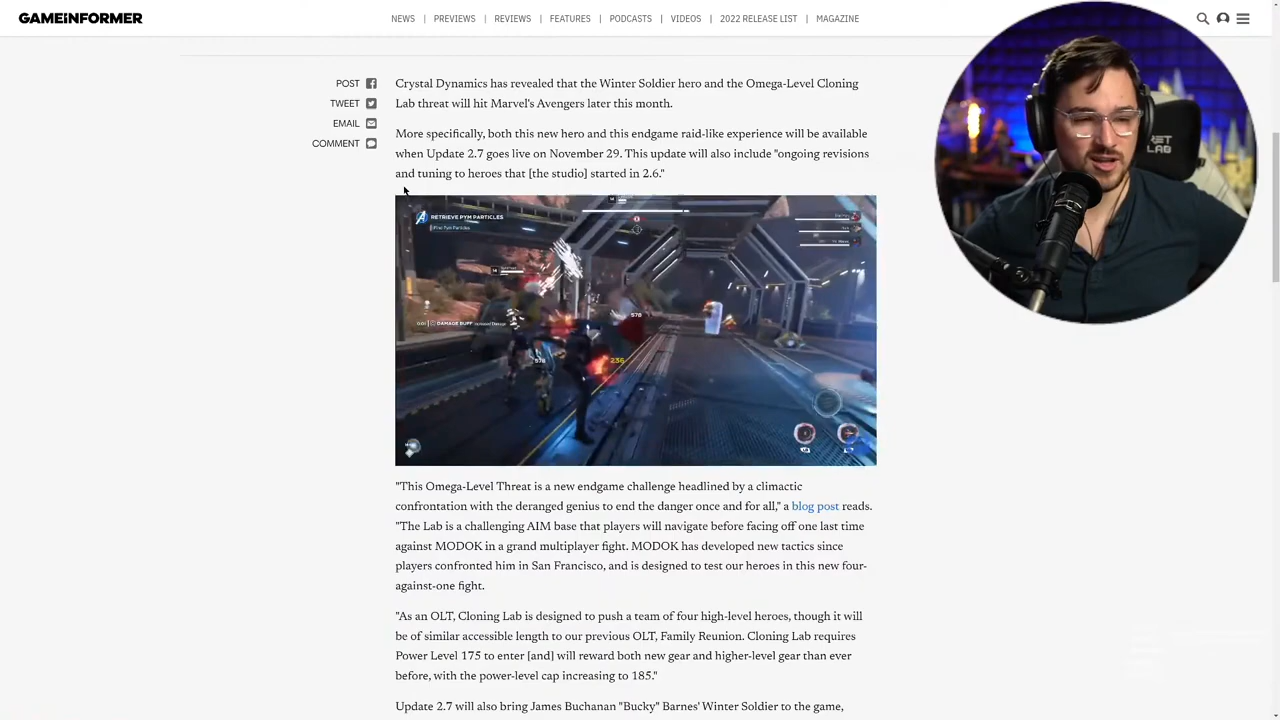 GAMEINFORMER
NEWS | PREVIEWS | REVIEWS | FEATURES | PODCASTS | VIDEOS | 2022 RELEASE LIST | MAGAZINE
POST
TWEET
EMAIL
COMMENT
Crystal Dynamics has revealed that the Winter Soldier hero and the Omega-Level Cloning
Lab threat will hit Marvel's Avengers later this month.
More specifically, both this new hero and this endgame raid-like experience will be available
when Update 2.7 goes live on November 29. This update will also include "ongoing revisions
and tuning to heroes that [the studio] started in 2.6."
RETRIEVE PYM PARTICLES
DAMAGE BUFF
578
578
236
"This Omega-Level Threat is a new endgame challenge headlined by a climactic
confrontation with the deranged genius to end the danger once and for all," a blog post reads.
"The Lab is a challenging AIM base that players will navigate before facing off one last time
against MODOK in a grand multiplayer fight. MODOK has developed new tactics since
players confronted him in San Francisco, and is designed to test our heroes in this new four-
against-one fight.
"As an OLT, Cloning Lab is designed to push a team of four high-level heroes, though it will
be of similar accessible length to our previous OLT, Family Reunion. Cloning Lab requires
Power Level 175 to enter [and] will reward both new gear and higher-level gear than ever
before, with the power-level cap increasing to 185."
Update 2.7 will also bring James Buchanan "Bucky" Barnes' Winter Soldier to the game,